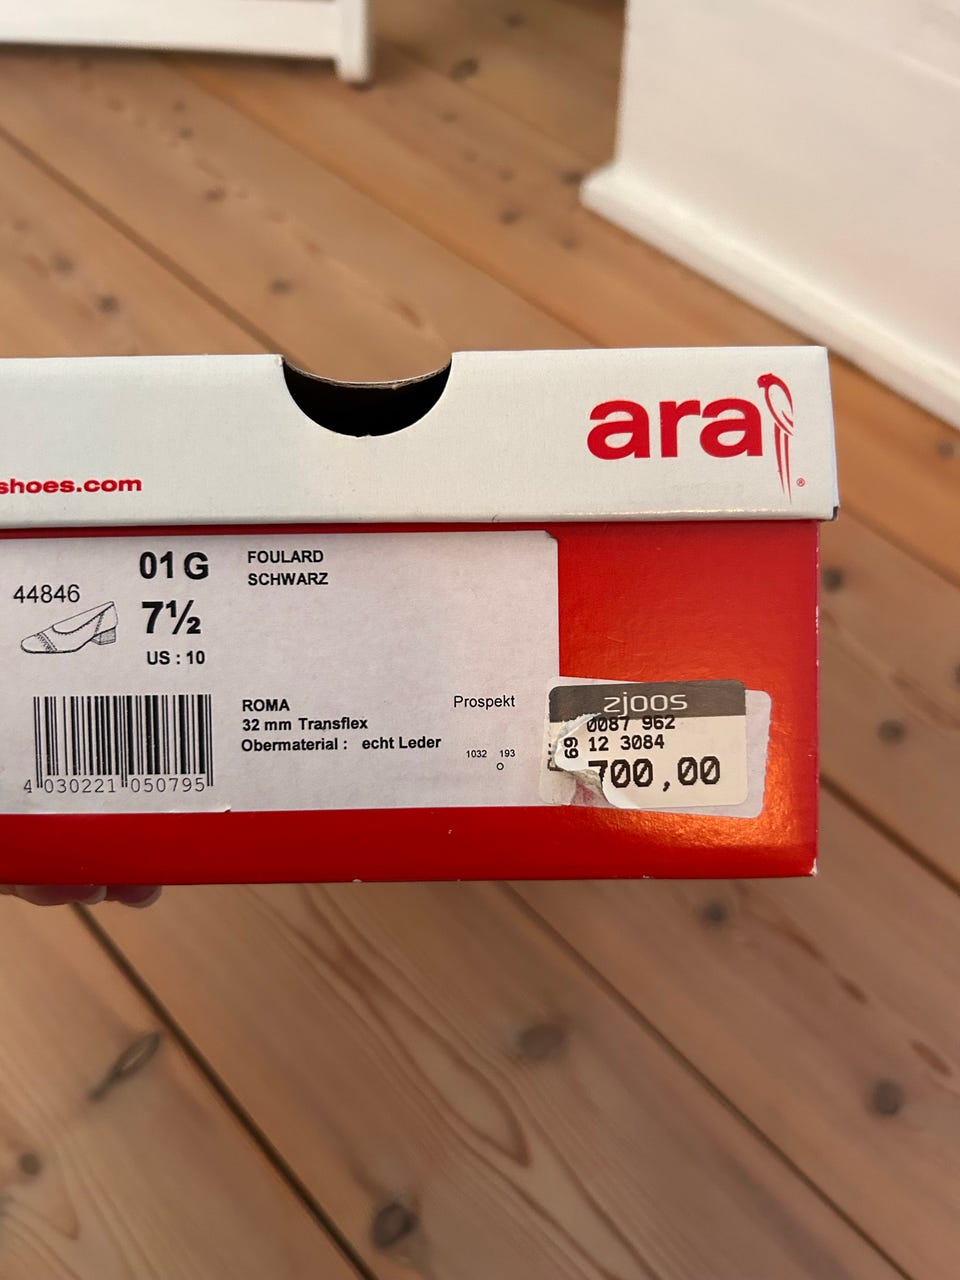 ara
®
shoes.com
01 G
FOULARD
SCHWARZ
44846
7½
US : 10
ROMA
32 mm Transflex
Obermaterial : echt Leder
Prospekt
1032 193
4 030221 050795
zjoos
0087 962
69
12 3084
700,00